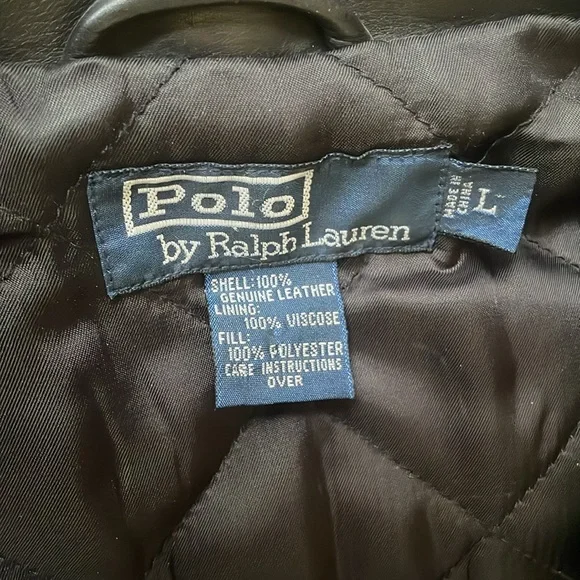 Polo
by Ralph Lauren
MADE IN
CHINA
L
SHELL:100%
GENUINE LEATHER
LINING:
100% VISCOSE
FILL:
100% POLYESTER
CARE INSTRUCTIONS
OVER